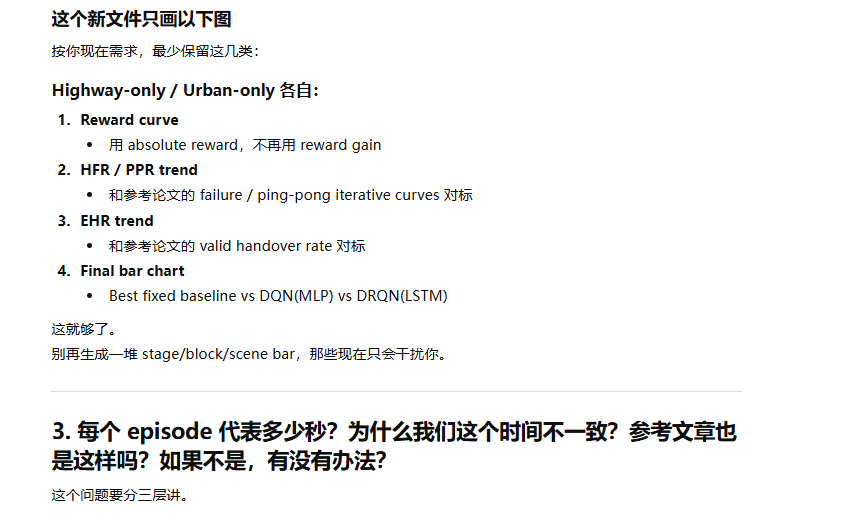 这个新文件只画以下图
按你现在需求，最少保留这几类：
Highway-only / Urban-only 各自：
1. Reward curve
• 用 absolute reward，不再用 reward gain
2. HFR / PPR trend
• 和参考论文的 failure / ping-pong iterative curves 对标
3. EHR trend
• 和参考论文的 valid handover rate 对标
4. Final bar chart
• Best fixed baseline vs DQN(MLP) vs DRQN(LSTM)
这就够了。
别再生成一堆 stage/block/scene bar，那些现在只会干扰你。
3. 每个 episode 代表多少秒？为什么我们这个时间不一致？参考文章也
是这样吗？如果不是，有没有办法？
这个问题要分三层讲。